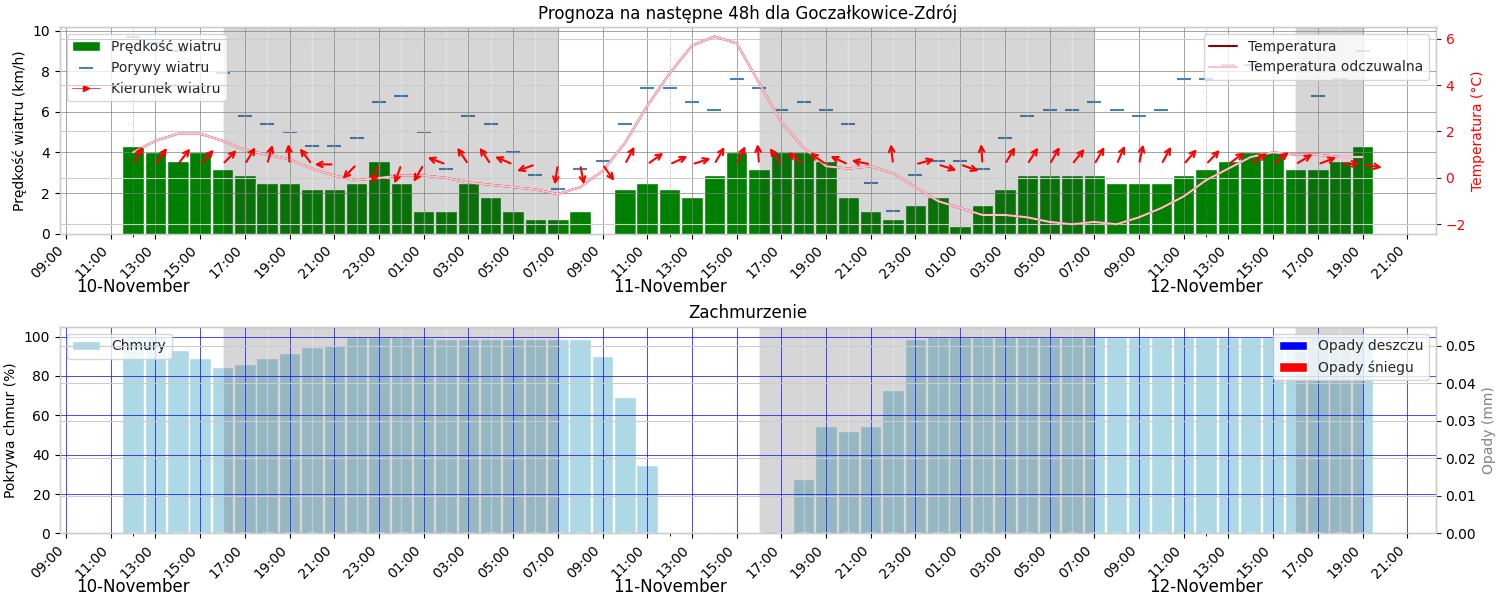 Prognoza na następne 48h dla Goczałkowice-Zdrój
Prędkość wiatru
Porywy wiatru
Kierunek wiatru
Temperatura
Temperatura odczuwalna
Prędkość wiatru (km/h)
10
8
6
4
2
0
Temperatura (°C)
6
4
2
0
−2
09:00 11:00 13:00 15:00 17:00 19:00 21:00 23:00 01:00 03:00 05:00 07:00 09:00 11:00 13:00 15:00 17:00 19:00 21:00 23:00 01:00 03:00 05:00 07:00 09:00 11:00 13:00 15:00 17:00 19:00 21:00
10-November 11-November 12-November
Zachmurzenie
Chmury
Opady deszczu
Opady śniegu
Pokrywa chmur (%)
100
80
60
40
20
0
Opady (mm)
0.05
0.04
0.03
0.02
0.01
0.00
09:00 11:00 13:00 15:00 17:00 19:00 21:00 23:00 01:00 03:00 05:00 07:00 09:00 11:00 13:00 15:00 17:00 19:00 21:00 23:00 01:00 03:00 05:00 07:00 09:00 11:00 13:00 15:00 17:00 19:00 21:00
10-November 11-November 12-November